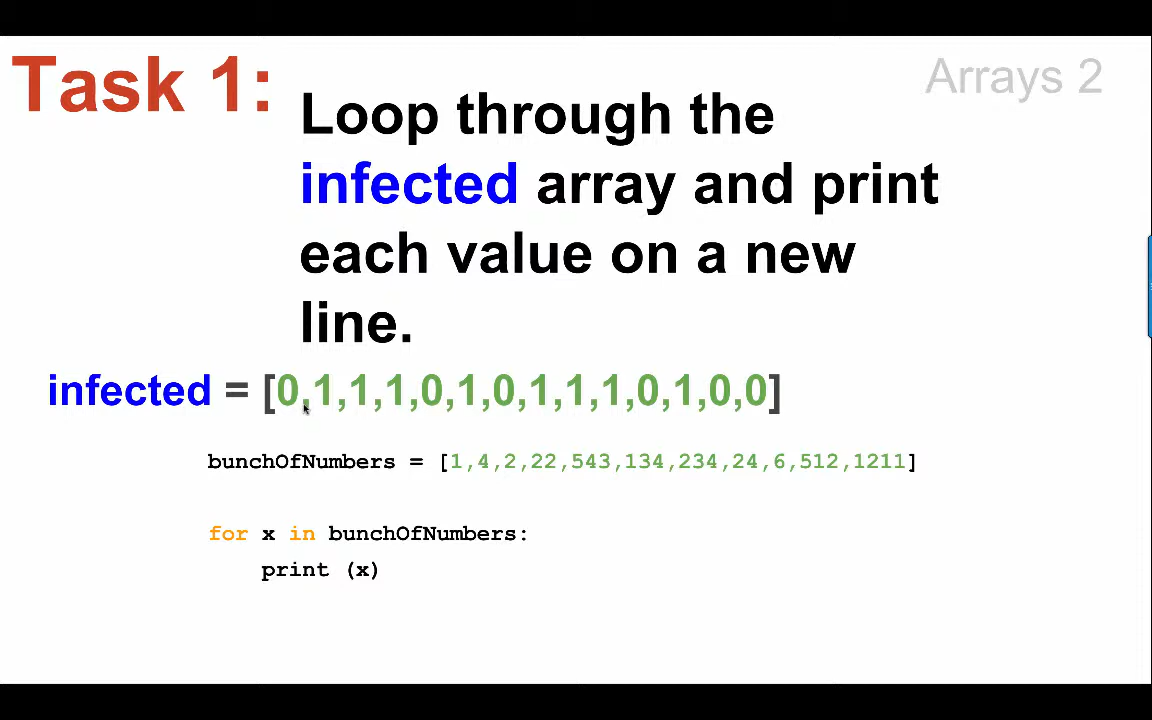 Task 1:
Arrays 2
Loop through the
infected array and print
each value on a new
line.
infected = [0,1,1,1,0,1,0,1,1,1,0,1,0,0]
bunchOfNumbers = [1,4,2,22,543,134,234,24,6,512,1211]
for x in bunchOfNumbers:
    print (x)